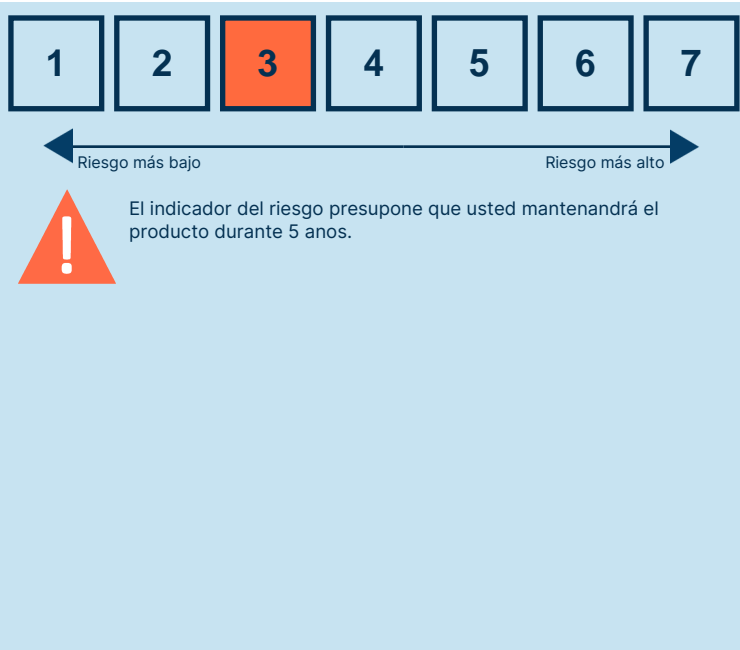 1 2 3 4 5 6 7
Riesgo más bajo Riesgo más alto
El indicador del riesgo presupone que usted mantenandrá el
producto durante 5 anos.